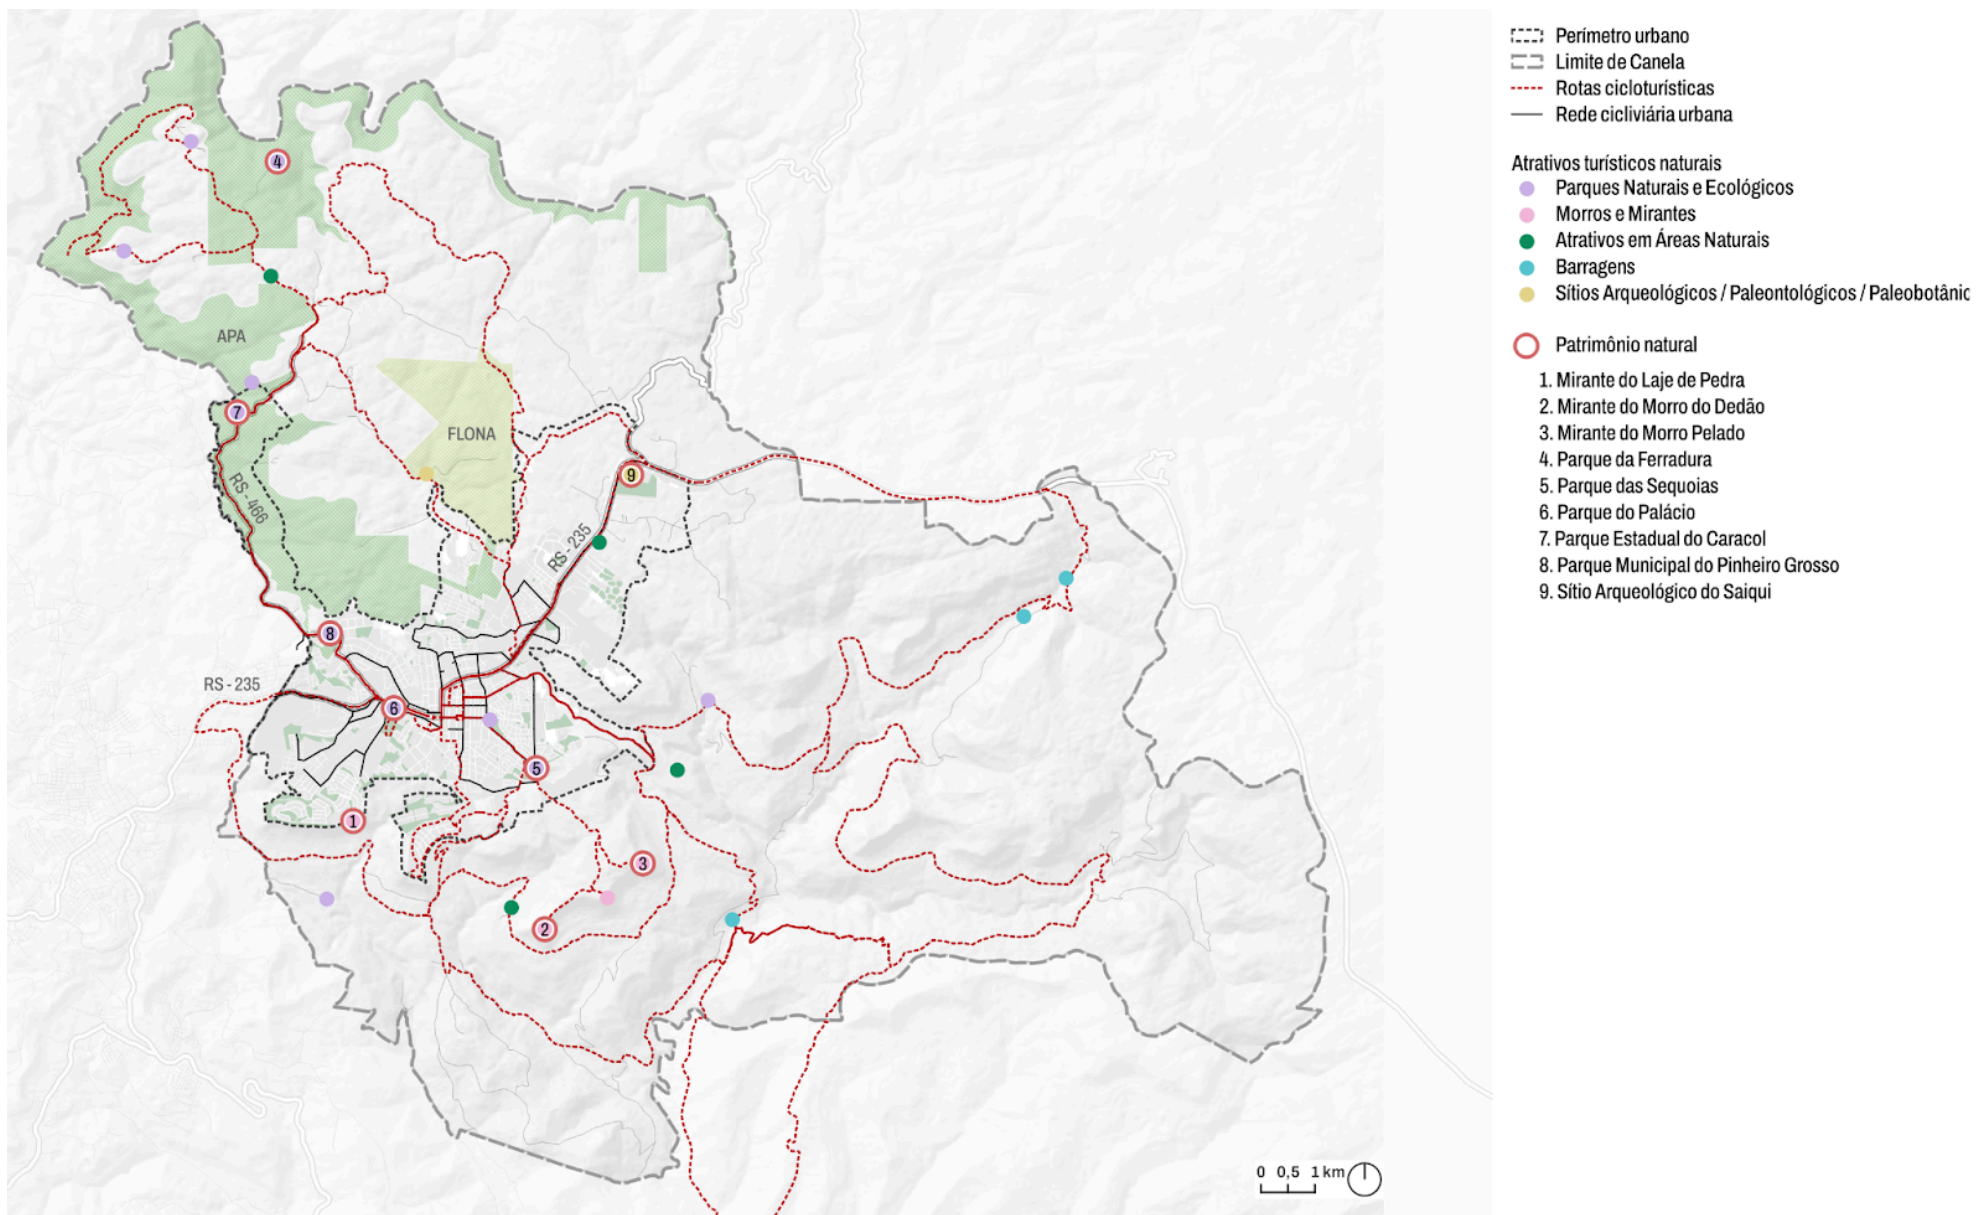 Perímetro urbano
Limite de Canela
Rotas cicloturísticas
Rede cicliviária urbana
Atrativos turísticos naturais
Parques Naturais e Ecológicos
Morros e Mirantes
Atrativos em Áreas Naturais
Barragens
Sítios Arqueológicos / Paleontológicos / Paleobotânic
Patrimônio natural
1. Mirante do Laje de Pedra
2. Mirante do Morro do Dedão
3. Mirante do Morro Pelado
4. Parque da Ferradura
5. Parque das Sequoias
6. Parque do Palácio
7. Parque Estadual do Caracol
8. Parque Municipal do Pinheiro Grosso
9. Sítio Arqueológico do Saiqui
4
APA
7
FLONA
9
RS - 466
RS - 235
8
RS - 235
6
5
1
3
2
0 0,5 1 km